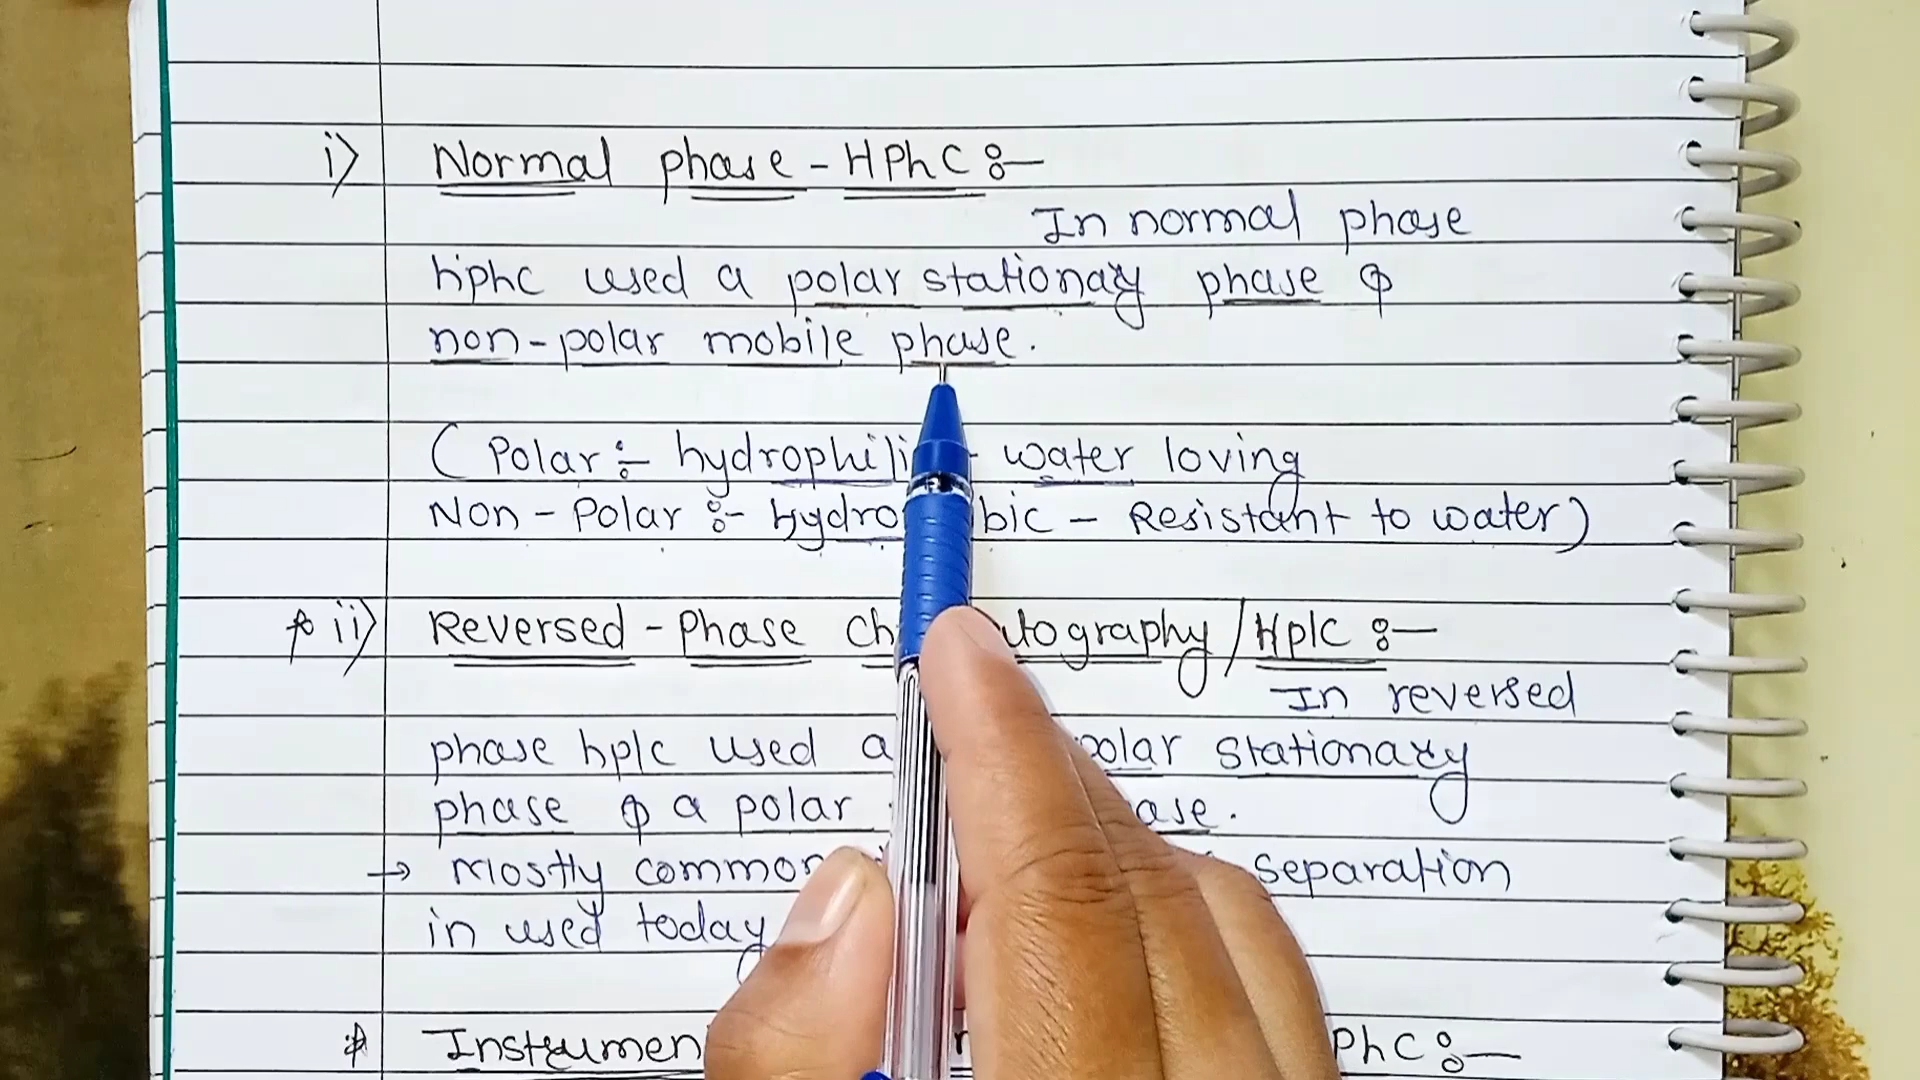 i) Normal phase - HPhC :-
In normal phase
hphc used a polar stationary phase &
non-polar mobile phase.
( Polar :- hydrophili - water loving
Non - Polar :- hydro bic - Resistant to water)
* ii) Reversed - Phase Ch tography / Hplc :-
In reversed
phase hplc used a polar stationary
phase & a polar ase.
→ Mostly common separation
in used today
* Instrumen PhC :-